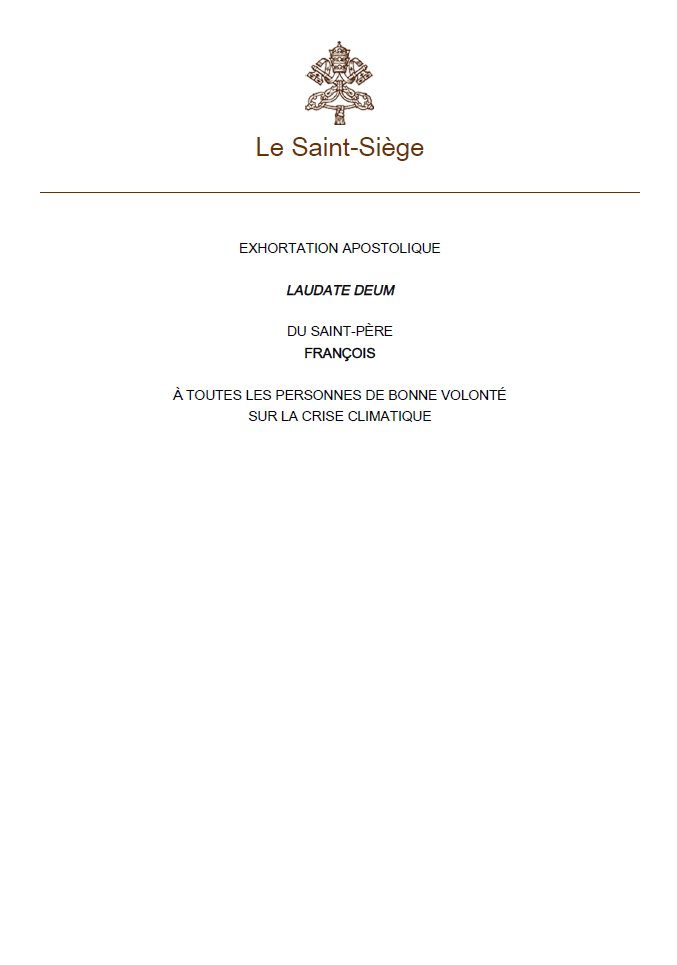 Le Saint-Siège
EXHORTATION APOSTOLIQUE
LAUDATE DEUM
DU SAINT-PÈRE
FRANÇOIS
À TOUTES LES PERSONNES DE BONNE VOLONTÉ
SUR LA CRISE CLIMATIQUE